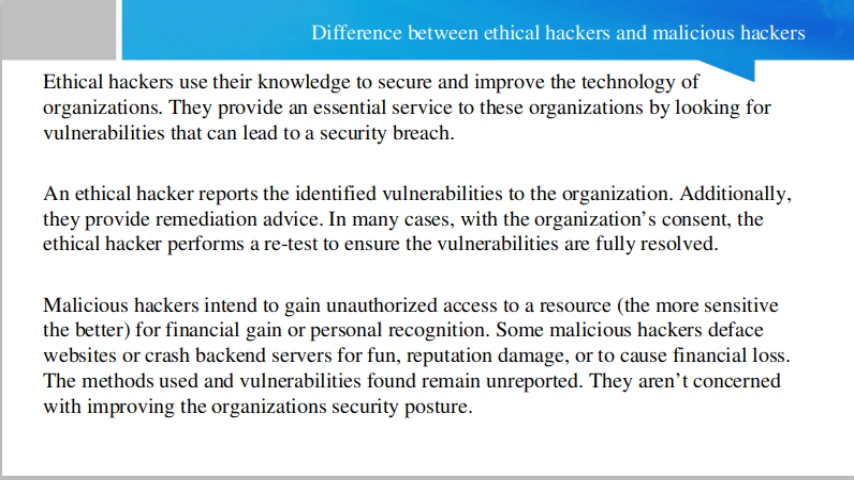 Difference between ethical hackers and malicious hackers
Ethical hackers use their knowledge to secure and improve the technology of
organizations. They provide an essential service to these organizations by looking for
vulnerabilities that can lead to a security breach.
An ethical hacker reports the identified vulnerabilities to the organization. Additionally,
they provide remediation advice. In many cases, with the organization’s consent, the
ethical hacker performs a re-test to ensure the vulnerabilities are fully resolved.
Malicious hackers intend to gain unauthorized access to a resource (the more sensitive
the better) for financial gain or personal recognition. Some malicious hackers deface
websites or crash backend servers for fun, reputation damage, or to cause financial loss.
The methods used and vulnerabilities found remain unreported. They aren’t concerned
with improving the organizations security posture.